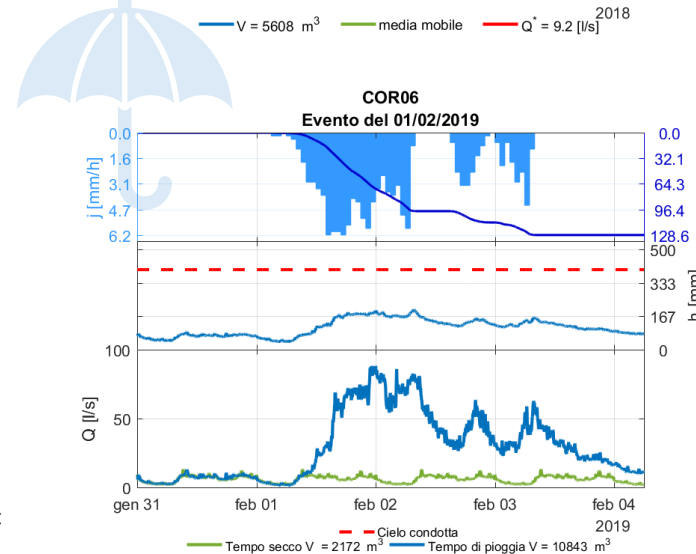 2018
V = 5608 m³ media mobile Q* = 9.2 [l/s]
COR06
Evento del 01/02/2019
0.0 0.0
1.6 32.1
3.1 64.3
4.7 96.4
6.2 128.6
j [mm/h]
500
333
167
0
h [mm]
100
50
0
Q [l/s]
gen 31 feb 01 feb 02 feb 03 feb 04
2019
Cielo condotta
Tempo secco V = 2172 m³ Tempo di pioggia V = 10843 m³